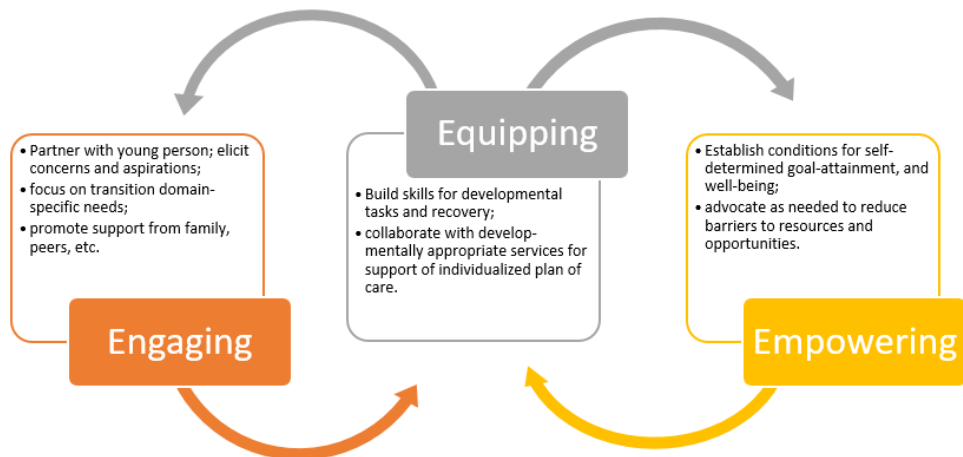 Engaging
• Partner with young person; elicit
concerns and aspirations;
• focus on transition domain-
specific needs;
• promote support from family,
peers, etc.
Equipping
• Build skills for developmental
tasks and recovery;
• collaborate with develop-
mentally appropriate services for
support of individualized plan of
care.
Empowering
• Establish conditions for self-
determined goal-attainment, and
well-being;
• advocate as needed to reduce
barriers to resources and
opportunities.